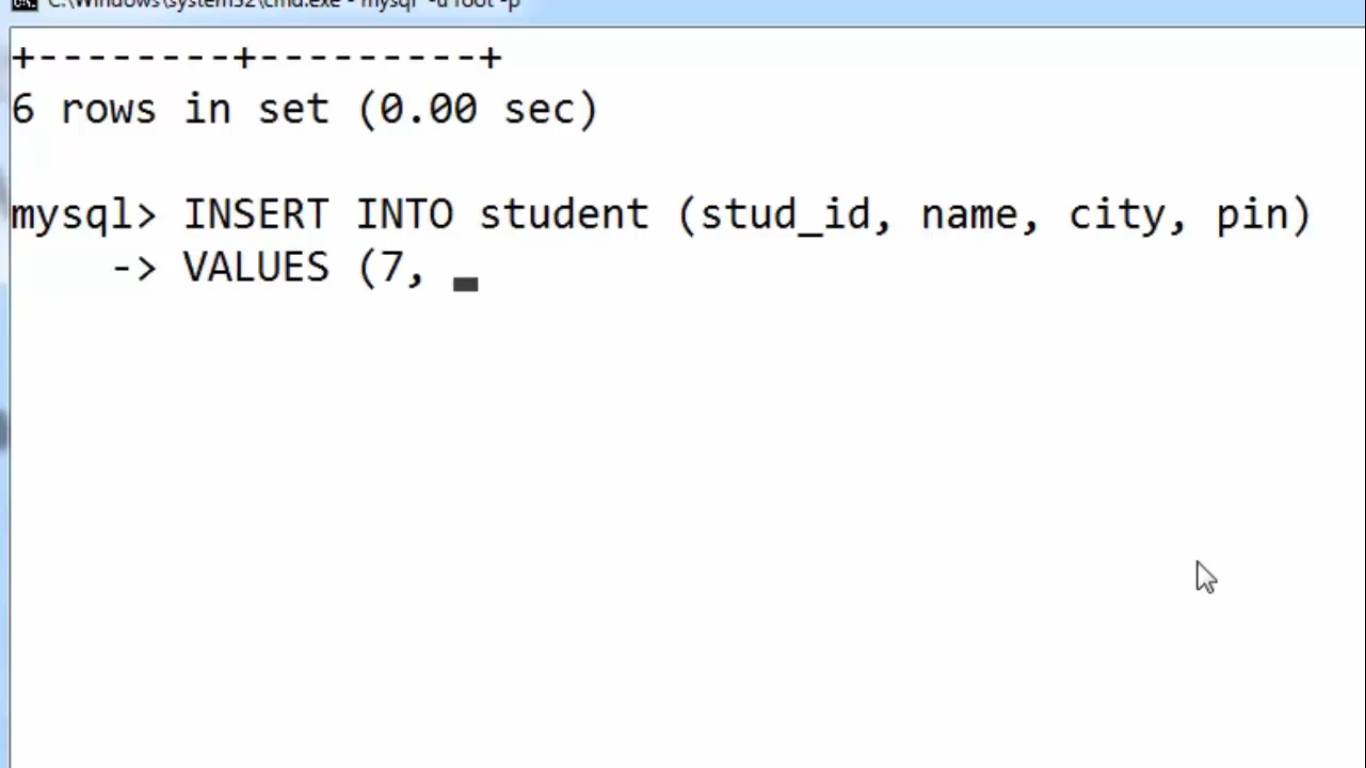 C:\Windows\system32\cmd.exe - mysql -u root -p
+--------+---------+
6 rows in set (0.00 sec)
mysql> INSERT INTO student (stud_id, name, city, pin)
-> VALUES (7,